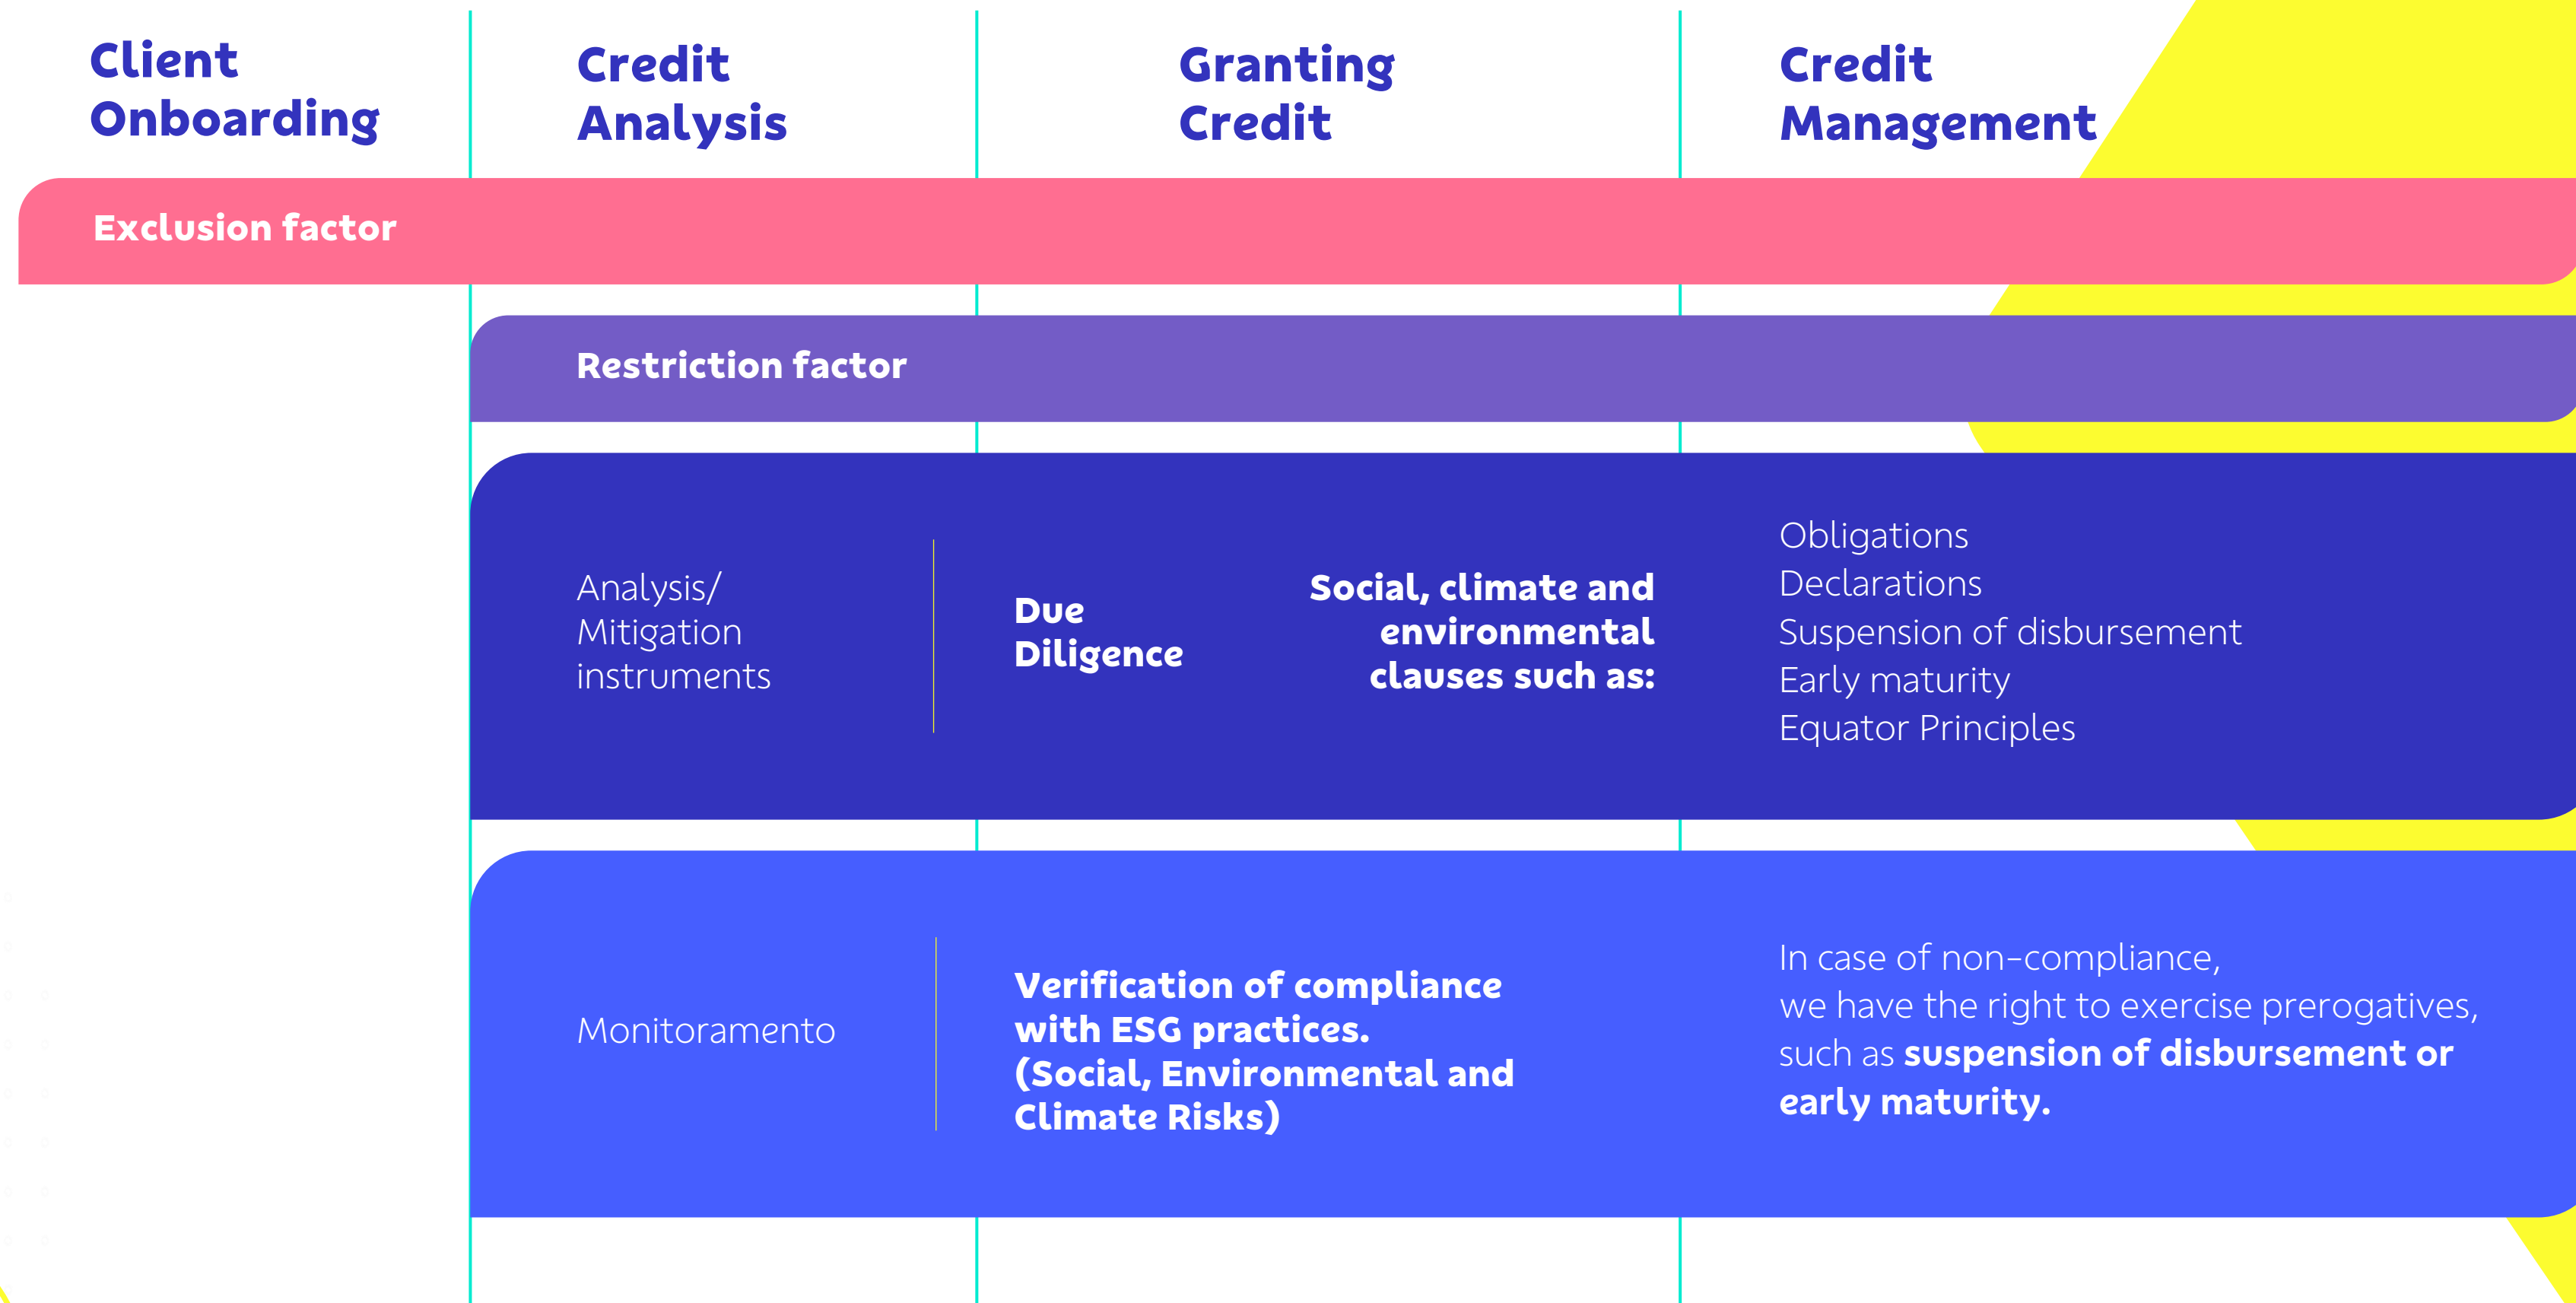 Client
Onboarding
Credit
Analysis
Granting
Credit
Credit
Management
Exclusion factor
Restriction factor
Analysis/
Mitigation
instruments
Due
Diligence
Social, climate and
environmental
clauses such as:
Obligations
Declarations
Suspension of disbursement
Early maturity
Equator Principles
Monitoramento
Verification of compliance
with ESG practices.
(Social, Environmental and
Climate Risks)
In case of non-compliance,
we have the right to exercise prerogatives,
such as suspension of disbursement or
early maturity.